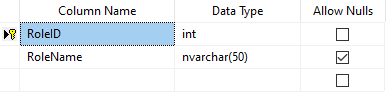 Column Name Data Type Allow Nulls
RoleID int
RoleName nvarchar(50)